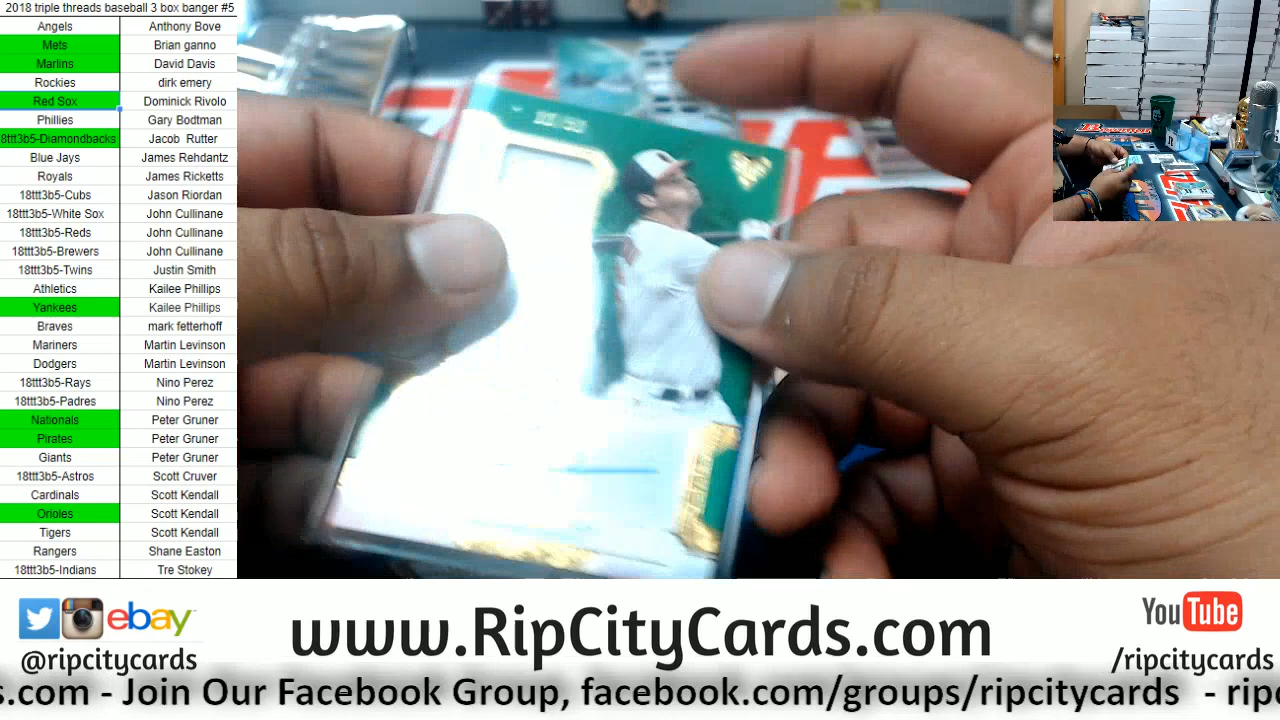 2018 triple threads baseball 3 box banger #5
Angels Anthony Bove
Mets Brian ganno
Marlins David Davis
Rockies dirk emery
Red Sox Dominick Rivolo
Phillies Gary Bodtman
8ttt3b5-Diamondbacks Jacob Rutter
Blue Jays James Rehdantz
Royals James Ricketts
18ttt3b5-Cubs Jason Riordan
18ttt3b5-White Sox John Cullinane
18ttt3b5-Reds John Cullinane
18ttt3b5-Brewers John Cullinane
18ttt3b5-Twins Justin Smith
Athletics Kailee Phillips
Yankees Kailee Phillips
Braves mark fetterhoff
Mariners Martin Levinson
Dodgers Martin Levinson
18ttt3b5-Rays Nino Perez
18ttt3b5-Padres Nino Perez
Nationals Peter Gruner
Pirates Peter Gruner
Giants Peter Gruner
18ttt3b5-Astros Scott Cruver
Cardinals Scott Kendall
Orioles Scott Kendall
Tigers Scott Kendall
Rangers Shane Easton
18ttt3b5-Indians Tre Stokey
ebay
@ripcitycards
www.RipCityCards.com
YouTube
/ripcitycards
s.com - Join Our Facebook Group, facebook.com/groups/ripcitycards - ripc